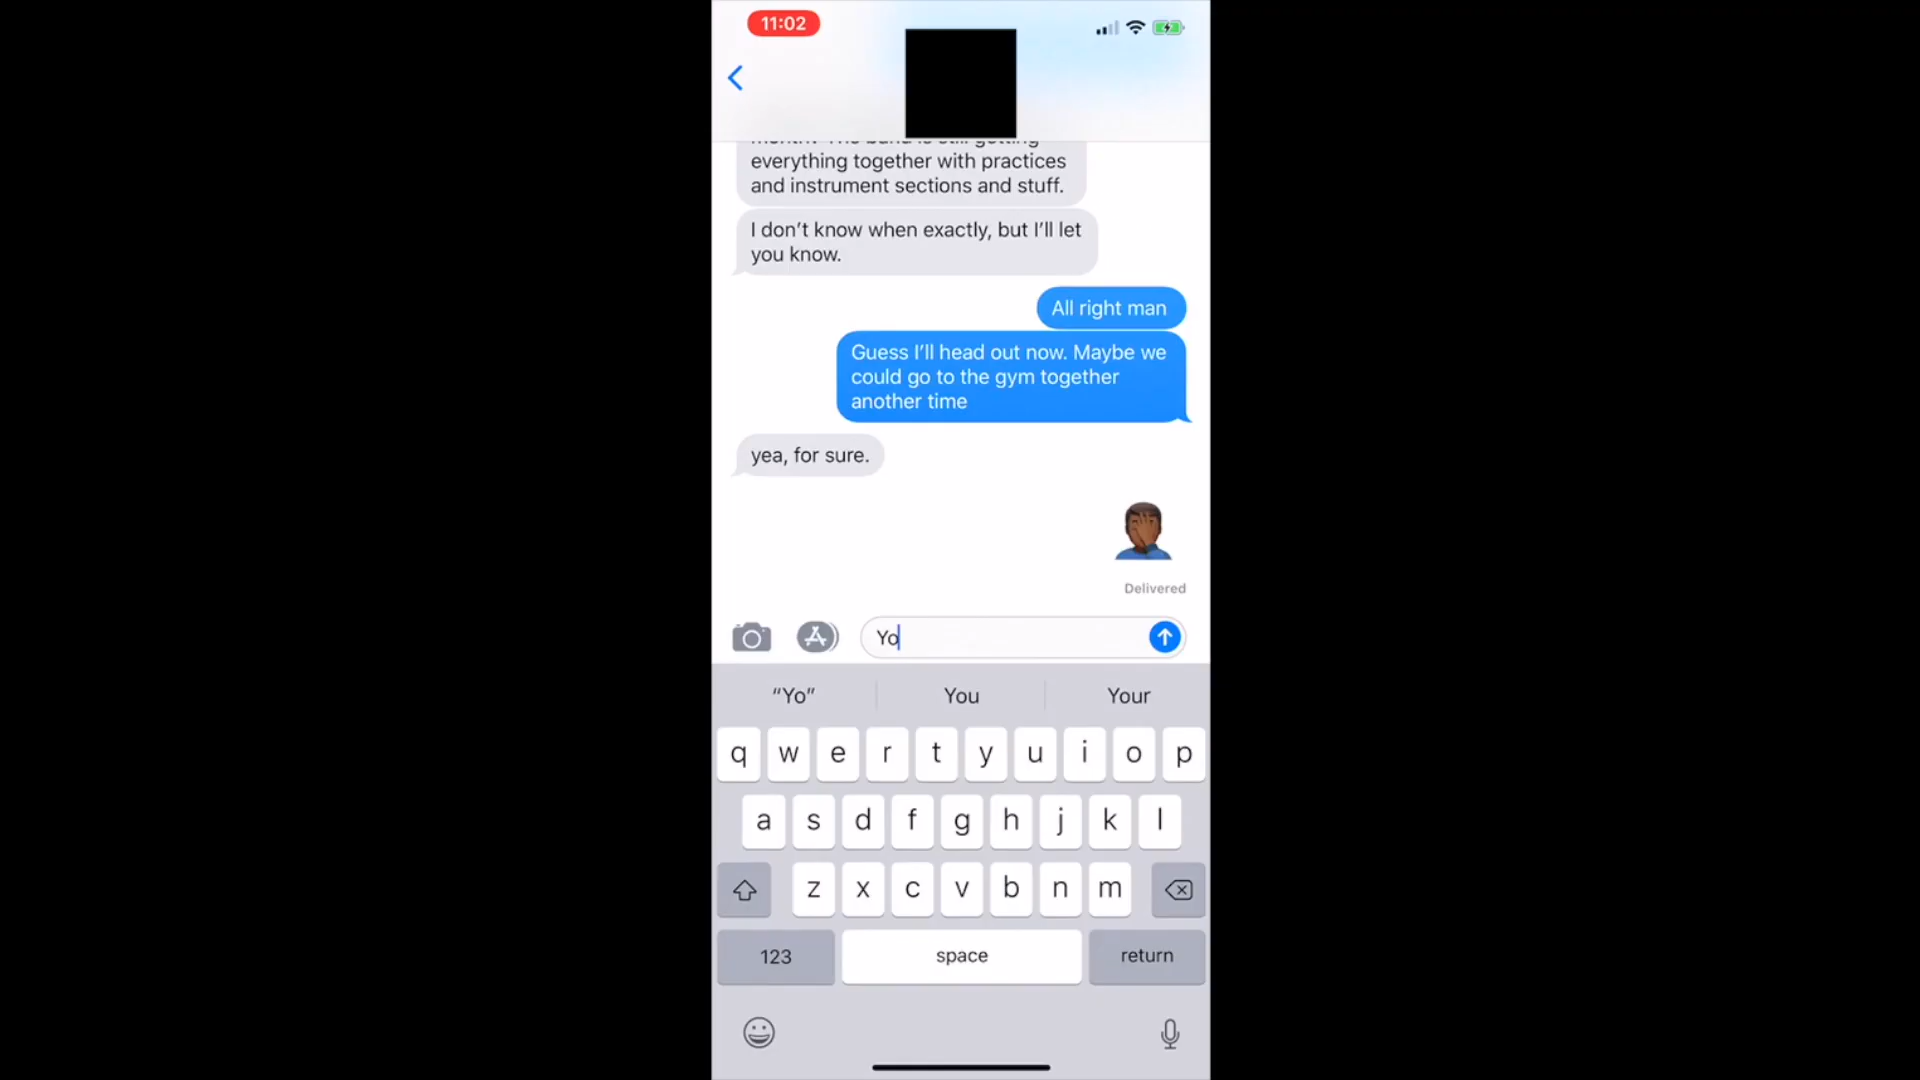 11:02
everything together with practices
and instrument sections and stuff.
I don't know when exactly, but I'll let
you know.
All right man
Guess I'll head out now. Maybe we
could go to the gym together
another time
yea, for sure.
Delivered
Yo
“Yo” You Your
q w e r t y u i o p
a s d f g h j k l
z x c v b n m
123 space return